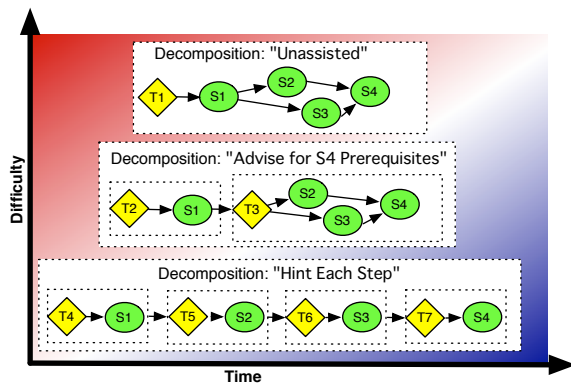 Difficulty
Decomposition: "Unassisted"
T1 S1 S2 S3 S4
Decomposition: "Advise for S4 Prerequisites"
T2 S1 T3 S2 S3 S4
Decomposition: "Hint Each Step"
T4 S1 T5 S2 T6 S3 T7 S4
Time